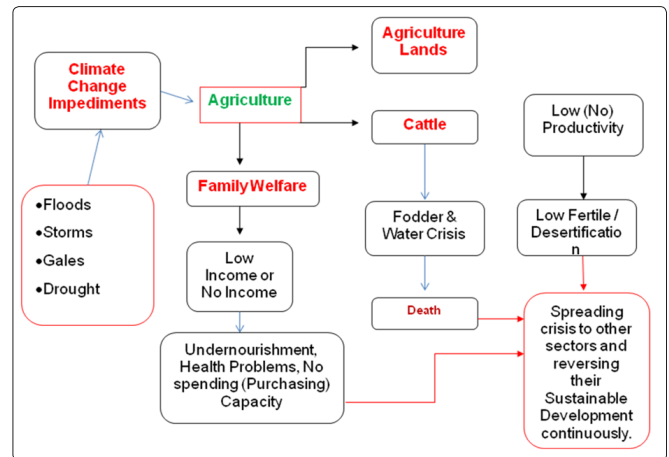 Climate
Change
Impediments
Agriculture
Agriculture
Lands
Cattle
Low (No)
Productivity
•Floods
•Storms
•Gales
•Drought
Family Welfare
Fodder &
Water Crisis
Low Fertile /
Desertificatio
n
Low
Income or
No Income
Death
Undernourishment,
Health Problems, No
spending (Purchasing)
Capacity
Spreading
crisis to other
sectors and
reversing
their
Sustainable
Development
continuously.